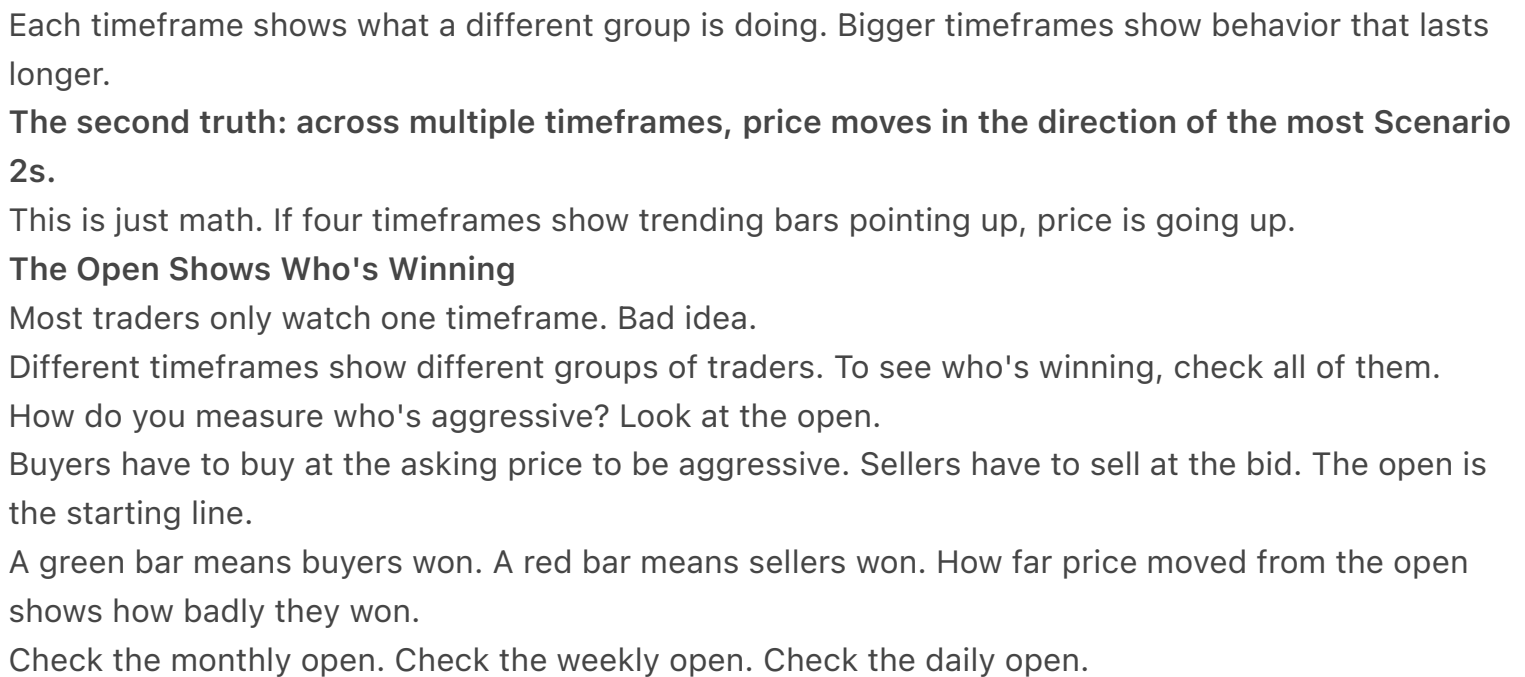 Each timeframe shows what a different group is doing. Bigger timeframes show behavior that lasts
longer.
The second truth: across multiple timeframes, price moves in the direction of the most Scenario
2s.
This is just math. If four timeframes show trending bars pointing up, price is going up.
The Open Shows Who's Winning
Most traders only watch one timeframe. Bad idea.
Different timeframes show different groups of traders. To see who's winning, check all of them.
How do you measure who's aggressive? Look at the open.
Buyers have to buy at the asking price to be aggressive. Sellers have to sell at the bid. The open is
the starting line.
A green bar means buyers won. A red bar means sellers won. How far price moved from the open
shows how badly they won.
Check the monthly open. Check the weekly open. Check the daily open.